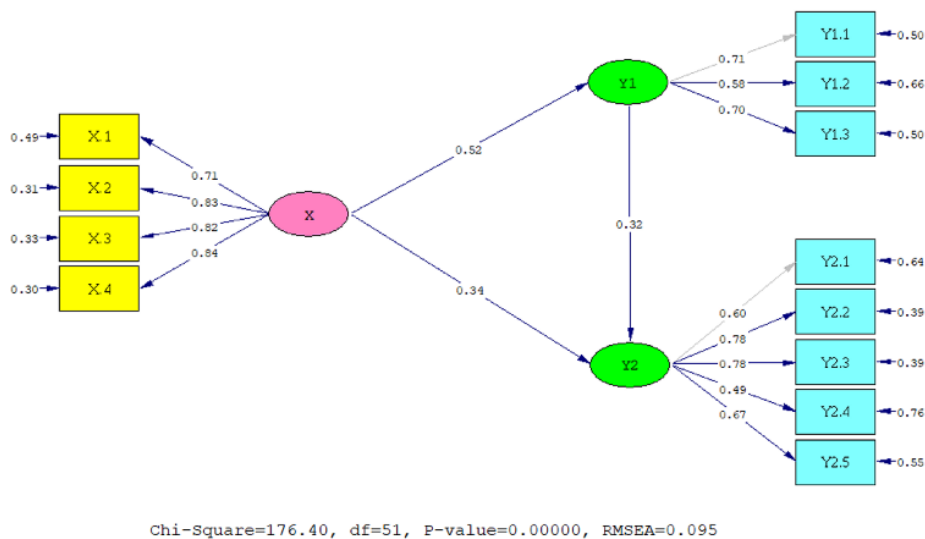 0.49
X.1
0.71
0.31
X.2
0.83
0.33
X.3
0.82
0.30
X.4
0.84
X
0.52
0.34
Y1
0.32
Y2
0.71
Y1.1
0.50
0.58
Y1.2
0.66
0.70
Y1.3
0.50
0.60
Y2.1
0.64
0.78
Y2.2
0.39
0.78
Y2.3
0.39
0.49
Y2.4
0.76
0.67
Y2.5
0.55
Chi-Square=176.40, df=51, P-value=0.00000, RMSEA=0.095